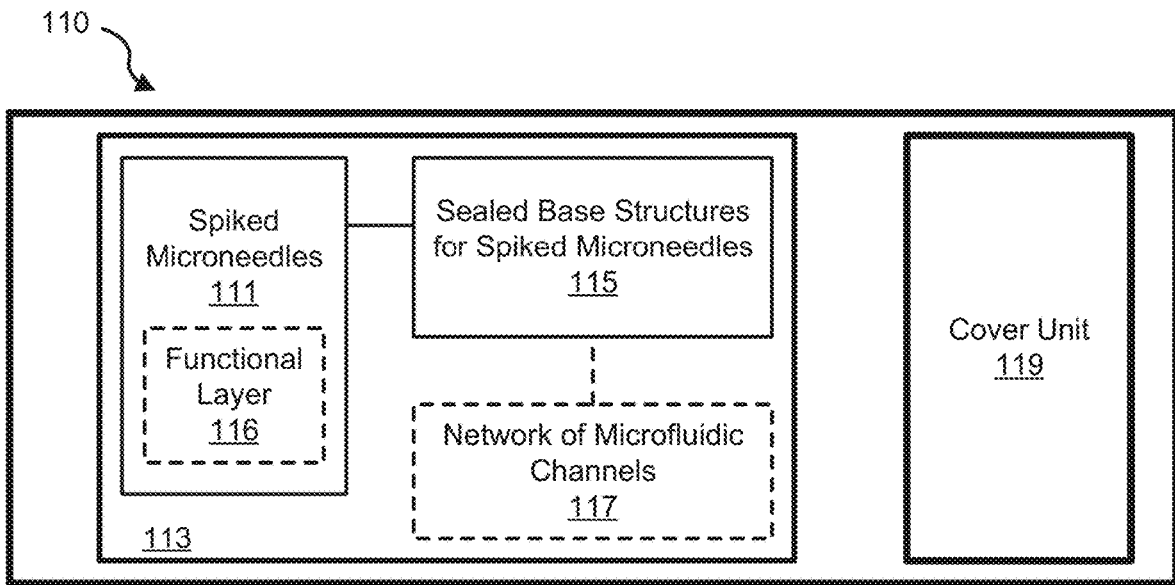 110
Spiked
Microneedles
111
Functional
Layer
116
Sealed Base Structures
for Spiked Microneedles
115
Network of Microfluidic
Channels
117
113
Cover Unit
119